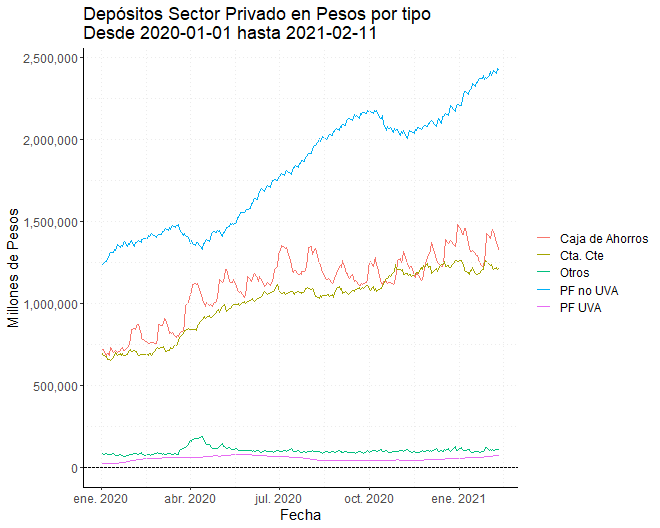 Depósitos Sector Privado en Pesos por tipo
Desde 2020-01-01 hasta 2021-02-11
2,500,000
2,000,000
1,500,000
1,000,000
500,000
0
Millones de Pesos
ene. 2020
abr. 2020
jul. 2020
oct. 2020
ene. 2021
Fecha
Caja de Ahorros
Cta. Cte
Otros
PF no UVA
PF UVA